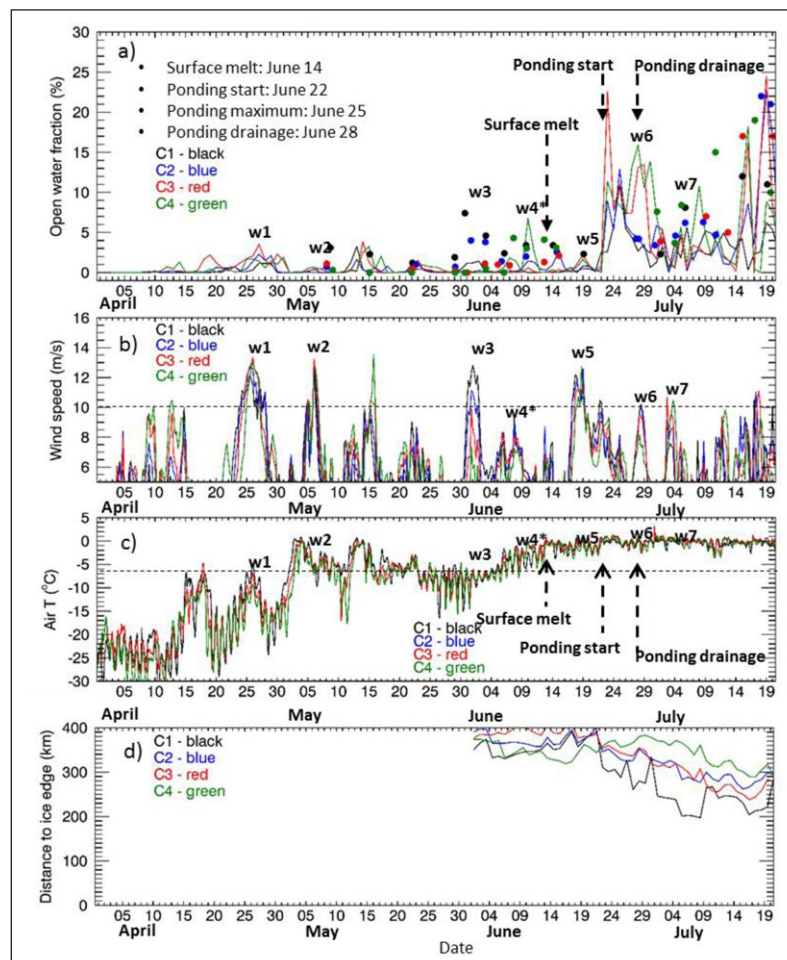 a)
• Surface melt: June 14
• Ponding start: June 22
• Ponding maximum: June 25
• Ponding drainage: June 28
C1 - black
C2 - blue
C3 - red
C4 - green
Ponding start
Ponding drainage
Surface melt
w1 w2 w3 w4* w5 w6 w7
Open water fraction (%)
30
25
20
15
10
5
0
05 10 15 20 25 30 05 10 15 20 25 30 04 09 14 19 24 29 04 09 14 19
April May June July
b)
C1 - black
C2 - blue
C3 - red
C4 - green
w1 w2 w3 w4* w5 w6 w7
Wind speed (m/s)
16
14
12
10
8
6
05 10 15 20 25 30 05 10 15 20 25 30 04 09 14 19 24 29 04 09 14 19
April May June July
c)
w1 w2 w3 w4* w5 w6 w7
Air T (°C)
5
0
-5
-10
-15
-20
-25
-30
C1 - black
C2 - blue
C3 - red
C4 - green
Surface melt
Ponding start
Ponding drainage
05 10 15 20 25 30 05 10 15 20 25 30 04 09 14 19 24 29 04 09 14 19
April May June July
d)
C1 - black
C2 - blue
C3 - red
C4 - green
Distance to ice edge (km)
400
300
200
100
0
05 10 15 20 25 30 05 10 15 20 25 30 04 09 14 19 24 29 04 09 14 19
April May June July
Date